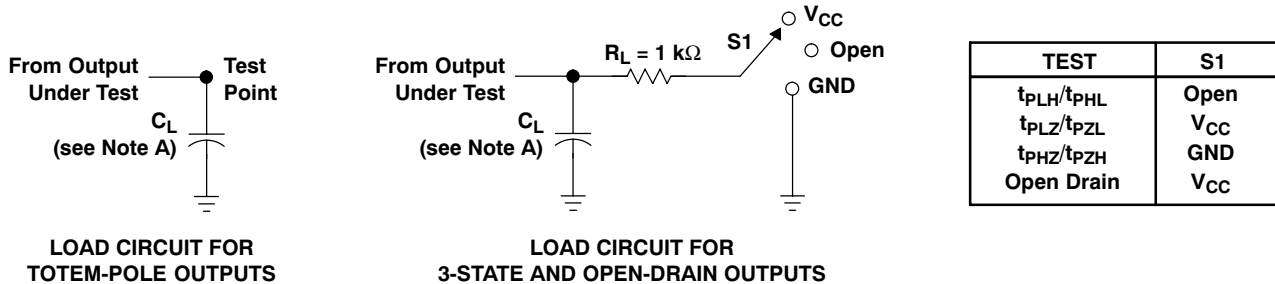 From Output
Under Test
Test
Point
C_L
(see Note A)
LOAD CIRCUIT FOR
TOTEM-POLE OUTPUTS
From Output
Under Test
R_L = 1 kΩ
S1
V_CC
Open
GND
C_L
(see Note A)
LOAD CIRCUIT FOR
3-STATE AND OPEN-DRAIN OUTPUTS
TEST S1
t_PLH/t_PHL Open
t_PLZ/t_PZL V_CC
t_PHZ/t_PZH GND
Open Drain V_CC